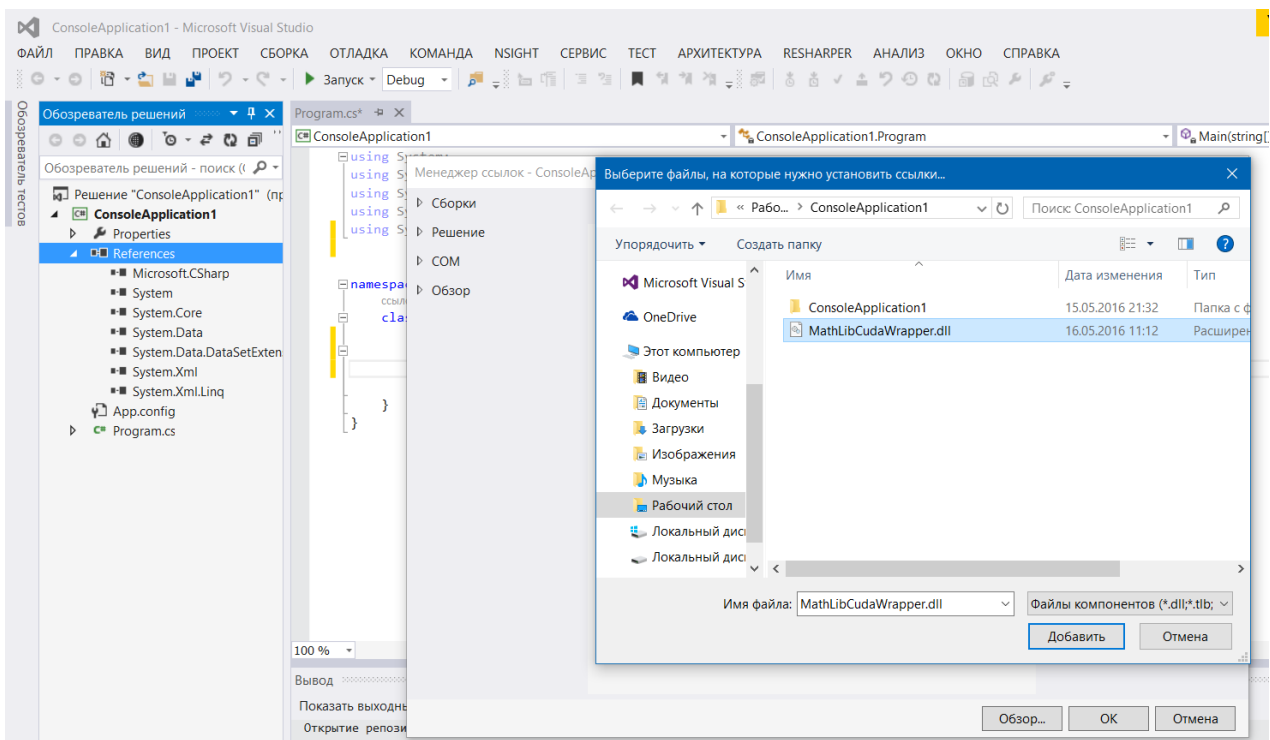 ConsoleApplication1 - Microsoft Visual Studio
ФАЙЛ ПРАВКА ВИД ПРОЕКТ СБОРКА ОТЛАДКА КОМАНДА NSIGHT СЕРВИС ТЕСТ АРХИТЕКТУРА RESHARPER АНАЛИЗ ОКНО СПРАВКА
Запуск Debug
Обозреватель тестов
Обозреватель решений
Обозреватель решений - поиск (
Решение "ConsoleApplication1" (пр
ConsoleApplication1
Properties
References
Microsoft.CSharp
System
System.Core
System.Data
System.Data.DataSetExten
System.Xml
System.Xml.Linq
App.config
Program.cs
Program.cs*
ConsoleApplication1
ConsoleApplication1.Program
Main(string[]
using System;
using S
using S
using S
using S
namespa
ссыл
cla
}
}
100 %
Вывод
Показать выходнь
Открытие репози
Менеджер ссылок - ConsoleAp
Сборки
Решение
COM
Обзор
Обзор...
ОК
Отмена
Выберите файлы, на которые нужно установить ссылки...
« Рабо... > ConsoleApplication1
Поиск: ConsoleApplication1
Упорядочить
Создать папку
Microsoft Visual S
OneDrive
Этот компьютер
Видео
Документы
Загрузки
Изображения
Музыка
Рабочий стол
Локальный дис
Локальный дис
Имя Дата изменения Тип
ConsoleApplication1 15.05.2016 21:32 Папка с ф
MathLibCudaWrapper.dll 16.05.2016 11:12 Расширен
Имя файла: MathLibCudaWrapper.dll
Файлы компонентов (*.dll;*.tlb;
Добавить
Отмена